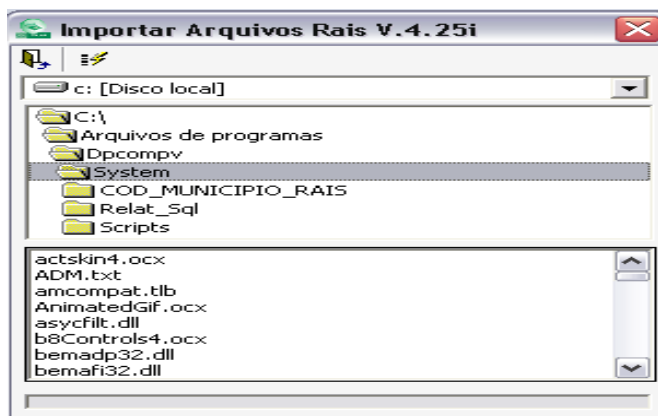 Importar Arquivos Rais V.4.25i
c: [Disco local]
C:\
Arquivos de programas
Dpcompv
System
COD_MUNICIPIO_RAIS
Relat_Sql
Scripts
actskin4.ocx
ADM.txt
amcompat.tlb
AnimatedGif.ocx
asycfilt.dll
b8Controls4.ocx
bemadp32.dll
bemafi32.dll